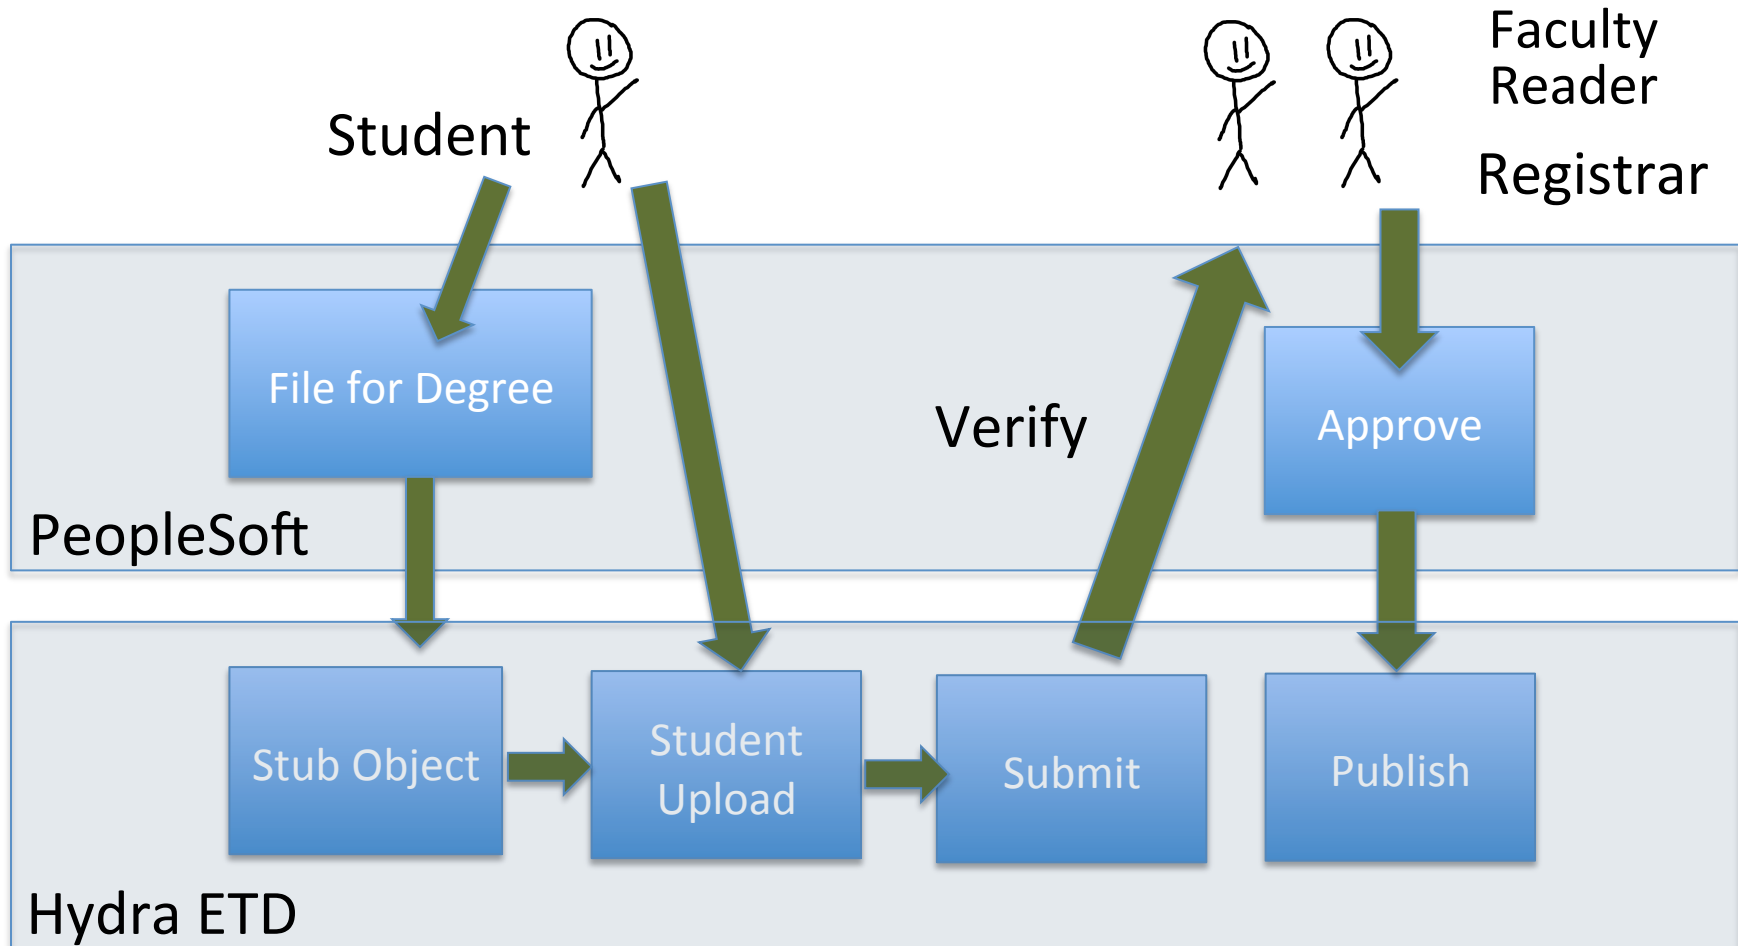 Faculty
Reader
Student
Registrar
File for Degree
Verify
Approve
PeopleSoft
Stub Object
Student
Upload
Submit
Publish
Hydra ETD